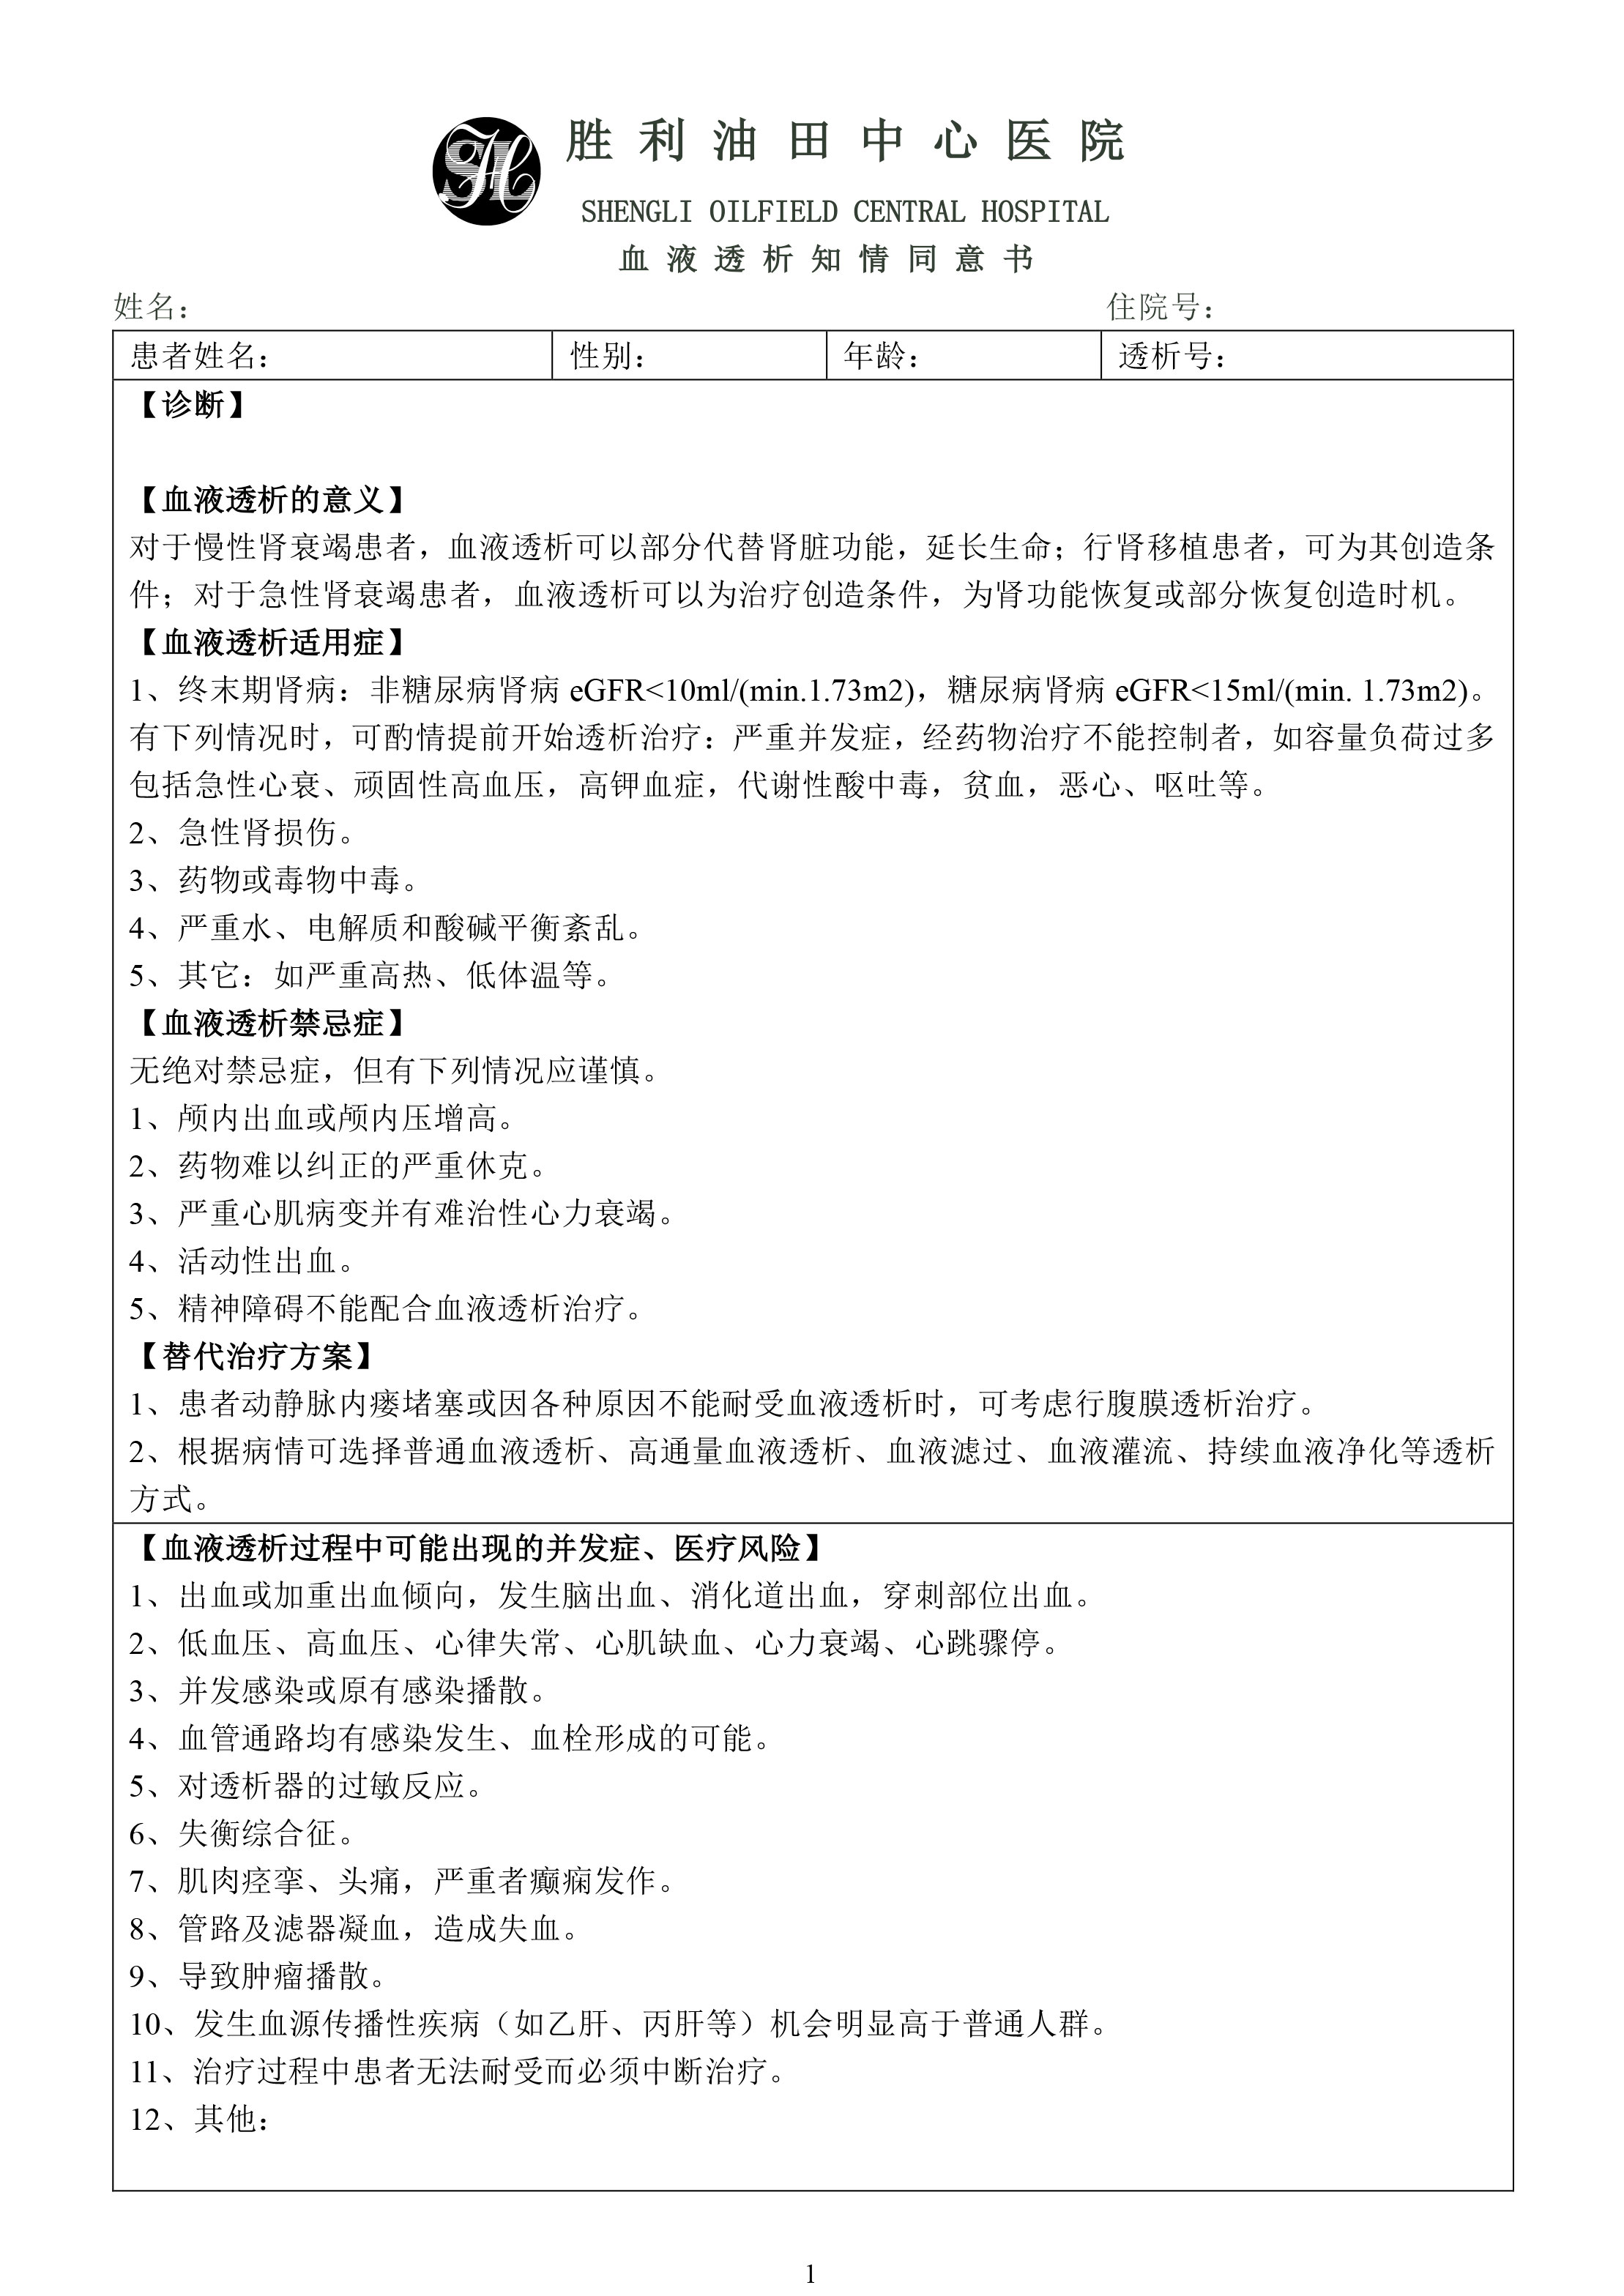 胜利油田中心医院
SHENGLI OILFIELD CENTRAL HOSPITAL
血液透析知情同意书
姓名： 住院号：
患者姓名： 性别： 年龄： 透析号：
【诊断】
【血液透析的意义】
对于慢性肾衰竭患者，血液透析可以部分代替肾脏功能，延长生命；行肾移植患者，可为其创造条
件；对于急性肾衰竭患者，血液透析可以为治疗创造条件，为肾功能恢复或部分恢复创造时机。
【血液透析适用症】
1、终末期肾病：非糖尿病肾病 eGFR<10ml/(min.1.73m2)，糖尿病肾病 eGFR<15ml/(min. 1.73m2)。
有下列情况时，可酌情提前开始透析治疗：严重并发症，经药物治疗不能控制者，如容量负荷过多
包括急性心衰、顽固性高血压，高钾血症，代谢性酸中毒，贫血，恶心、呕吐等。
2、急性肾损伤。
3、药物或毒物中毒。
4、严重水、电解质和酸碱平衡紊乱。
5、其它：如严重高热、低体温等。
【血液透析禁忌症】
无绝对禁忌症，但有下列情况应谨慎。
1、颅内出血或颅内压增高。
2、药物难以纠正的严重休克。
3、严重心肌病变并有难治性心力衰竭。
4、活动性出血。
5、精神障碍不能配合血液透析治疗。
【替代治疗方案】
1、患者动静脉内瘘堵塞或因各种原因不能耐受血液透析时，可考虑行腹膜透析治疗。
2、根据病情可选择普通血液透析、高通量血液透析、血液滤过、血液灌流、持续血液净化等透析
方式。
【血液透析过程中可能出现的并发症、医疗风险】
1、出血或加重出血倾向，发生脑出血、消化道出血，穿刺部位出血。
2、低血压、高血压、心律失常、心肌缺血、心力衰竭、心跳骤停。
3、并发感染或原有感染播散。
4、血管通路均有感染发生、血栓形成的可能。
5、对透析器的过敏反应。
6、失衡综合征。
7、肌肉痉挛、头痛，严重者癫痫发作。
8、管路及滤器凝血，造成失血。
9、导致肿瘤播散。
10、发生血源传播性疾病（如乙肝、丙肝等）机会明显高于普通人群。
11、治疗过程中患者无法耐受而必须中断治疗。
12、其他：
1